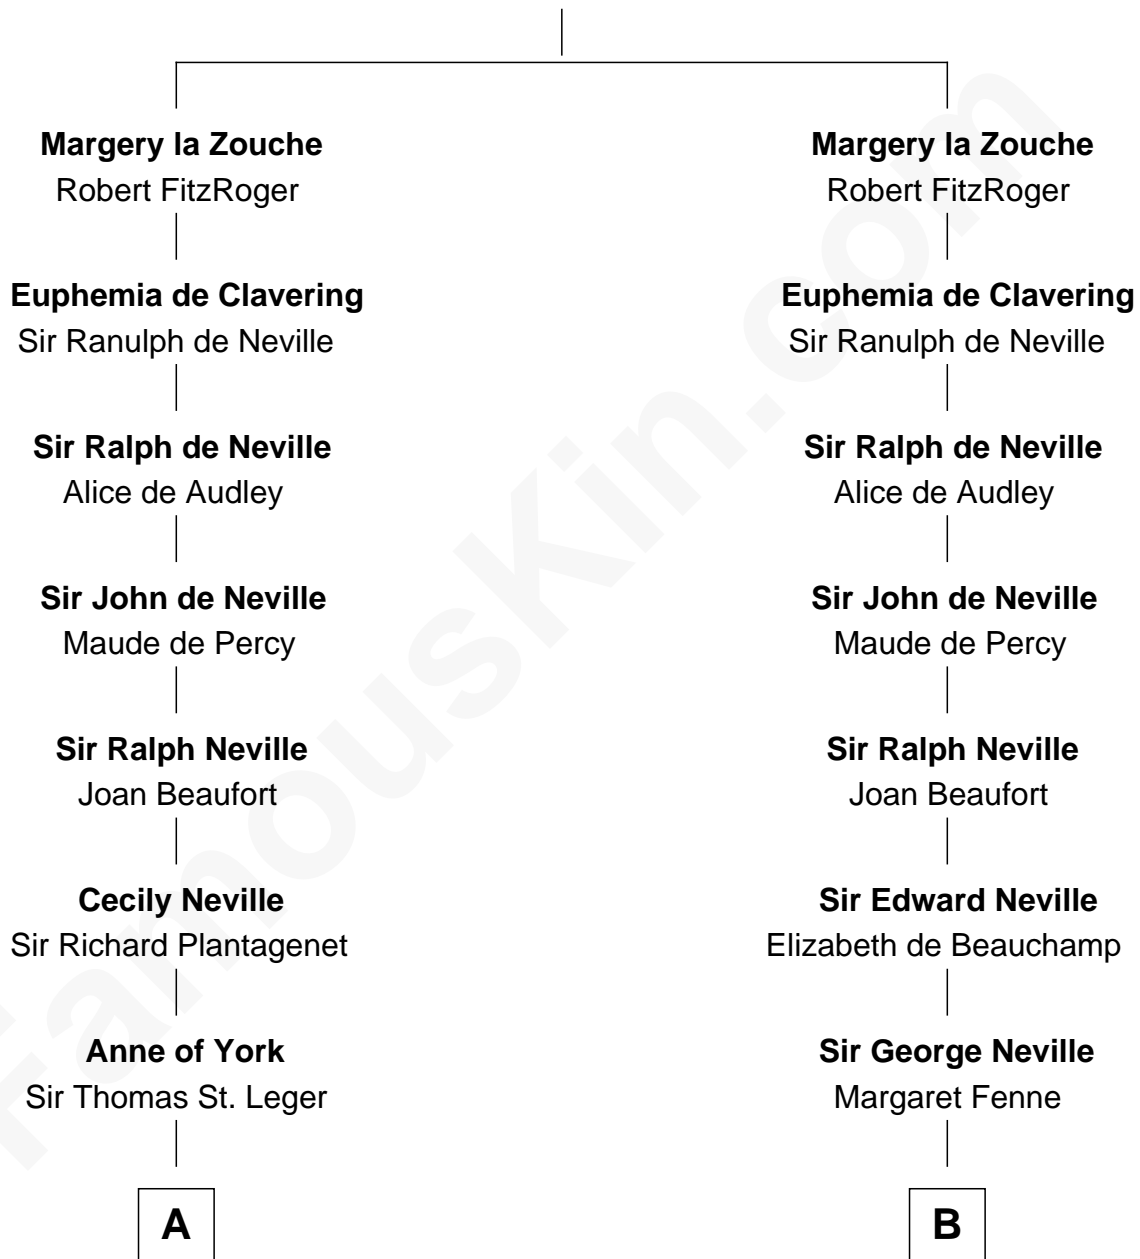 Margery la Zouche
Robert FitzRoger
Euphemia de Clavering
Sir Ranulph de Neville
Sir Ralph de Neville
Alice de Audley
Sir John de Neville
Maude de Percy
Sir Ralph Neville
Joan Beaufort
Cecily Neville
Sir Richard Plantagenet
Anne of York
Sir Thomas St. Leger
A
Margery la Zouche
Robert FitzRoger
Euphemia de Clavering
Sir Ranulph de Neville
Sir Ralph de Neville
Alice de Audley
Sir John de Neville
Maude de Percy
Sir Ralph Neville
Joan Beaufort
Sir Edward Neville
Elizabeth de Beauchamp
Sir George Neville
Margaret Fenne
B
FamousKin.com